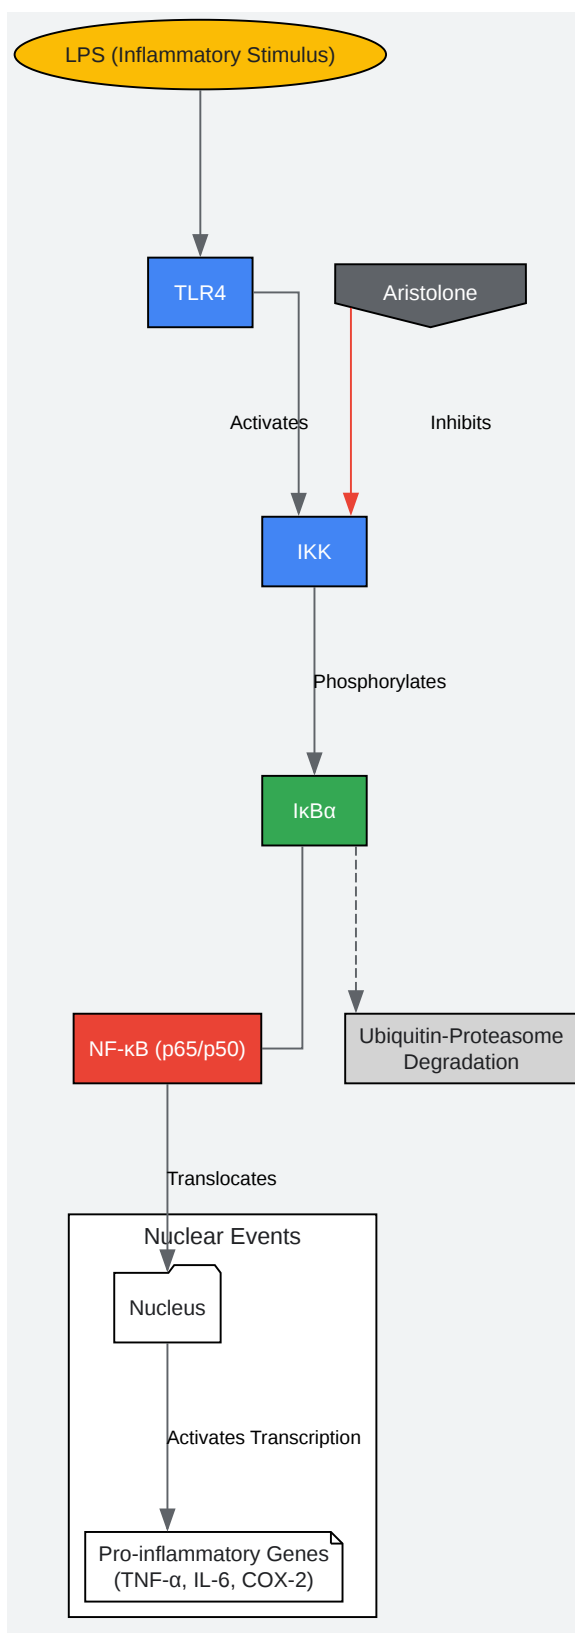 LPS (Inflammatory Stimulus)
TLR4
Aristolone
Activates
Inhibits
IKK
Phosphorylates
IκBα
NF-κB (p65/p50)
Ubiquitin-Proteasome
Degradation
Translocates
Nuclear Events
Nucleus
Activates Transcription
Pro-inflammatory Genes
(TNF-α, IL-6, COX-2)